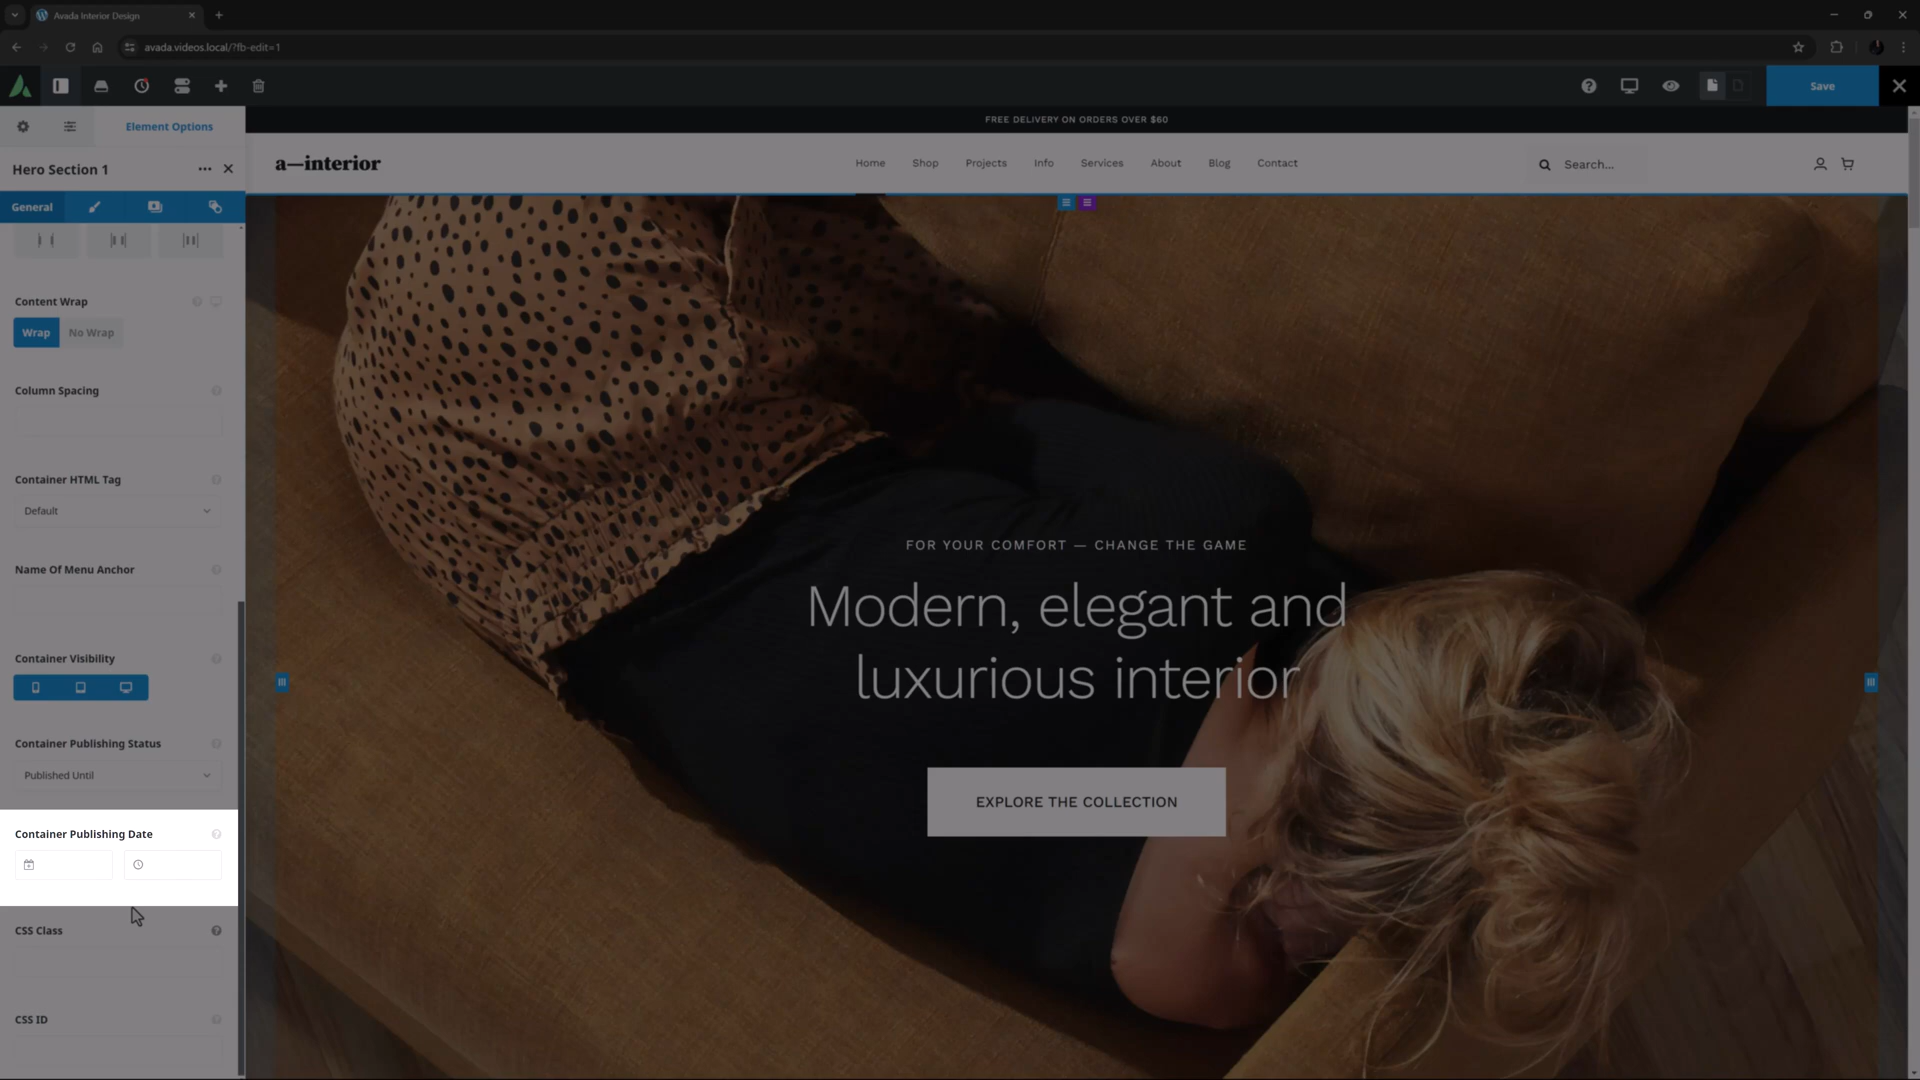 Avada Interior Design
avada.videos.local/?fb-edit=1
Save
Element Options
Hero Section 1
General
Content Wrap
Wrap
No Wrap
Column Spacing
Container HTML Tag
Default
Name Of Menu Anchor
Container Visibility
Container Publishing Status
Published Until
Container Publishing Date
CSS Class
CSS ID
FREE DELIVERY ON ORDERS OVER $60
a—interior
Home
Shop
Projects
Info
Services
About
Blog
Contact
Search...
FOR YOUR COMFORT — CHANGE THE GAME
Modern, elegant and
luxurious interior
EXPLORE THE COLLECTION